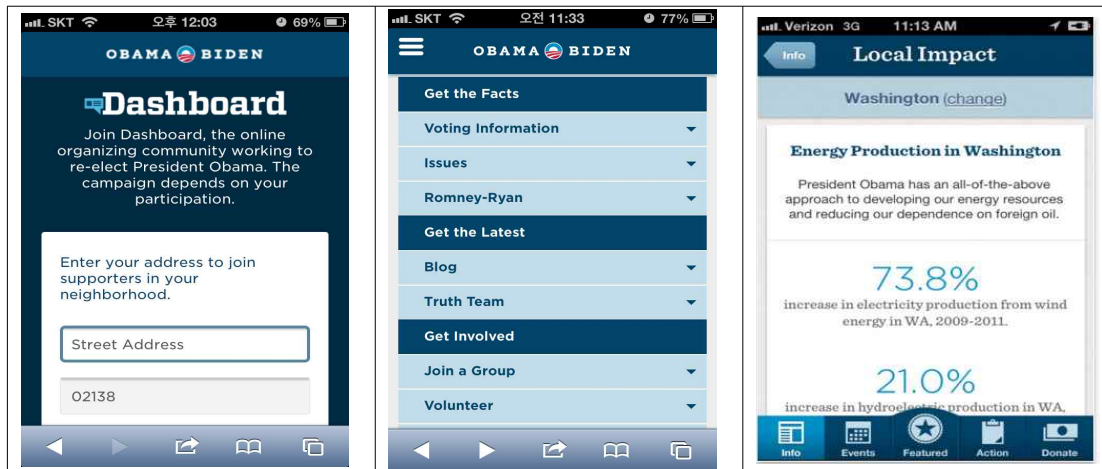 SKT 오후 12:03 69%
OBAMA BIDEN
Dashboard
Join Dashboard, the online
organizing community working to
re-elect President Obama. The
campaign depends on your
participation.
Enter your address to join
supporters in your
neighborhood.
Street Address
02138
SKT 오전 11:33 77%
OBAMA BIDEN
Get the Facts
Voting Information
Issues
Romney-Ryan
Get the Latest
Blog
Truth Team
Get Involved
Join a Group
Volunteer
Verizon 3G 11:13 AM
Info Local Impact
Washington (change)
Energy Production in Washington
President Obama has an all-of-the-above
approach to developing our energy resources
and reducing our dependence on foreign oil.
73.8%
increase in electricity production from wind
energy in WA, 2009-2011.
21.0%
increase in hydroelectric production in WA,
Info Events Featured Action Donate